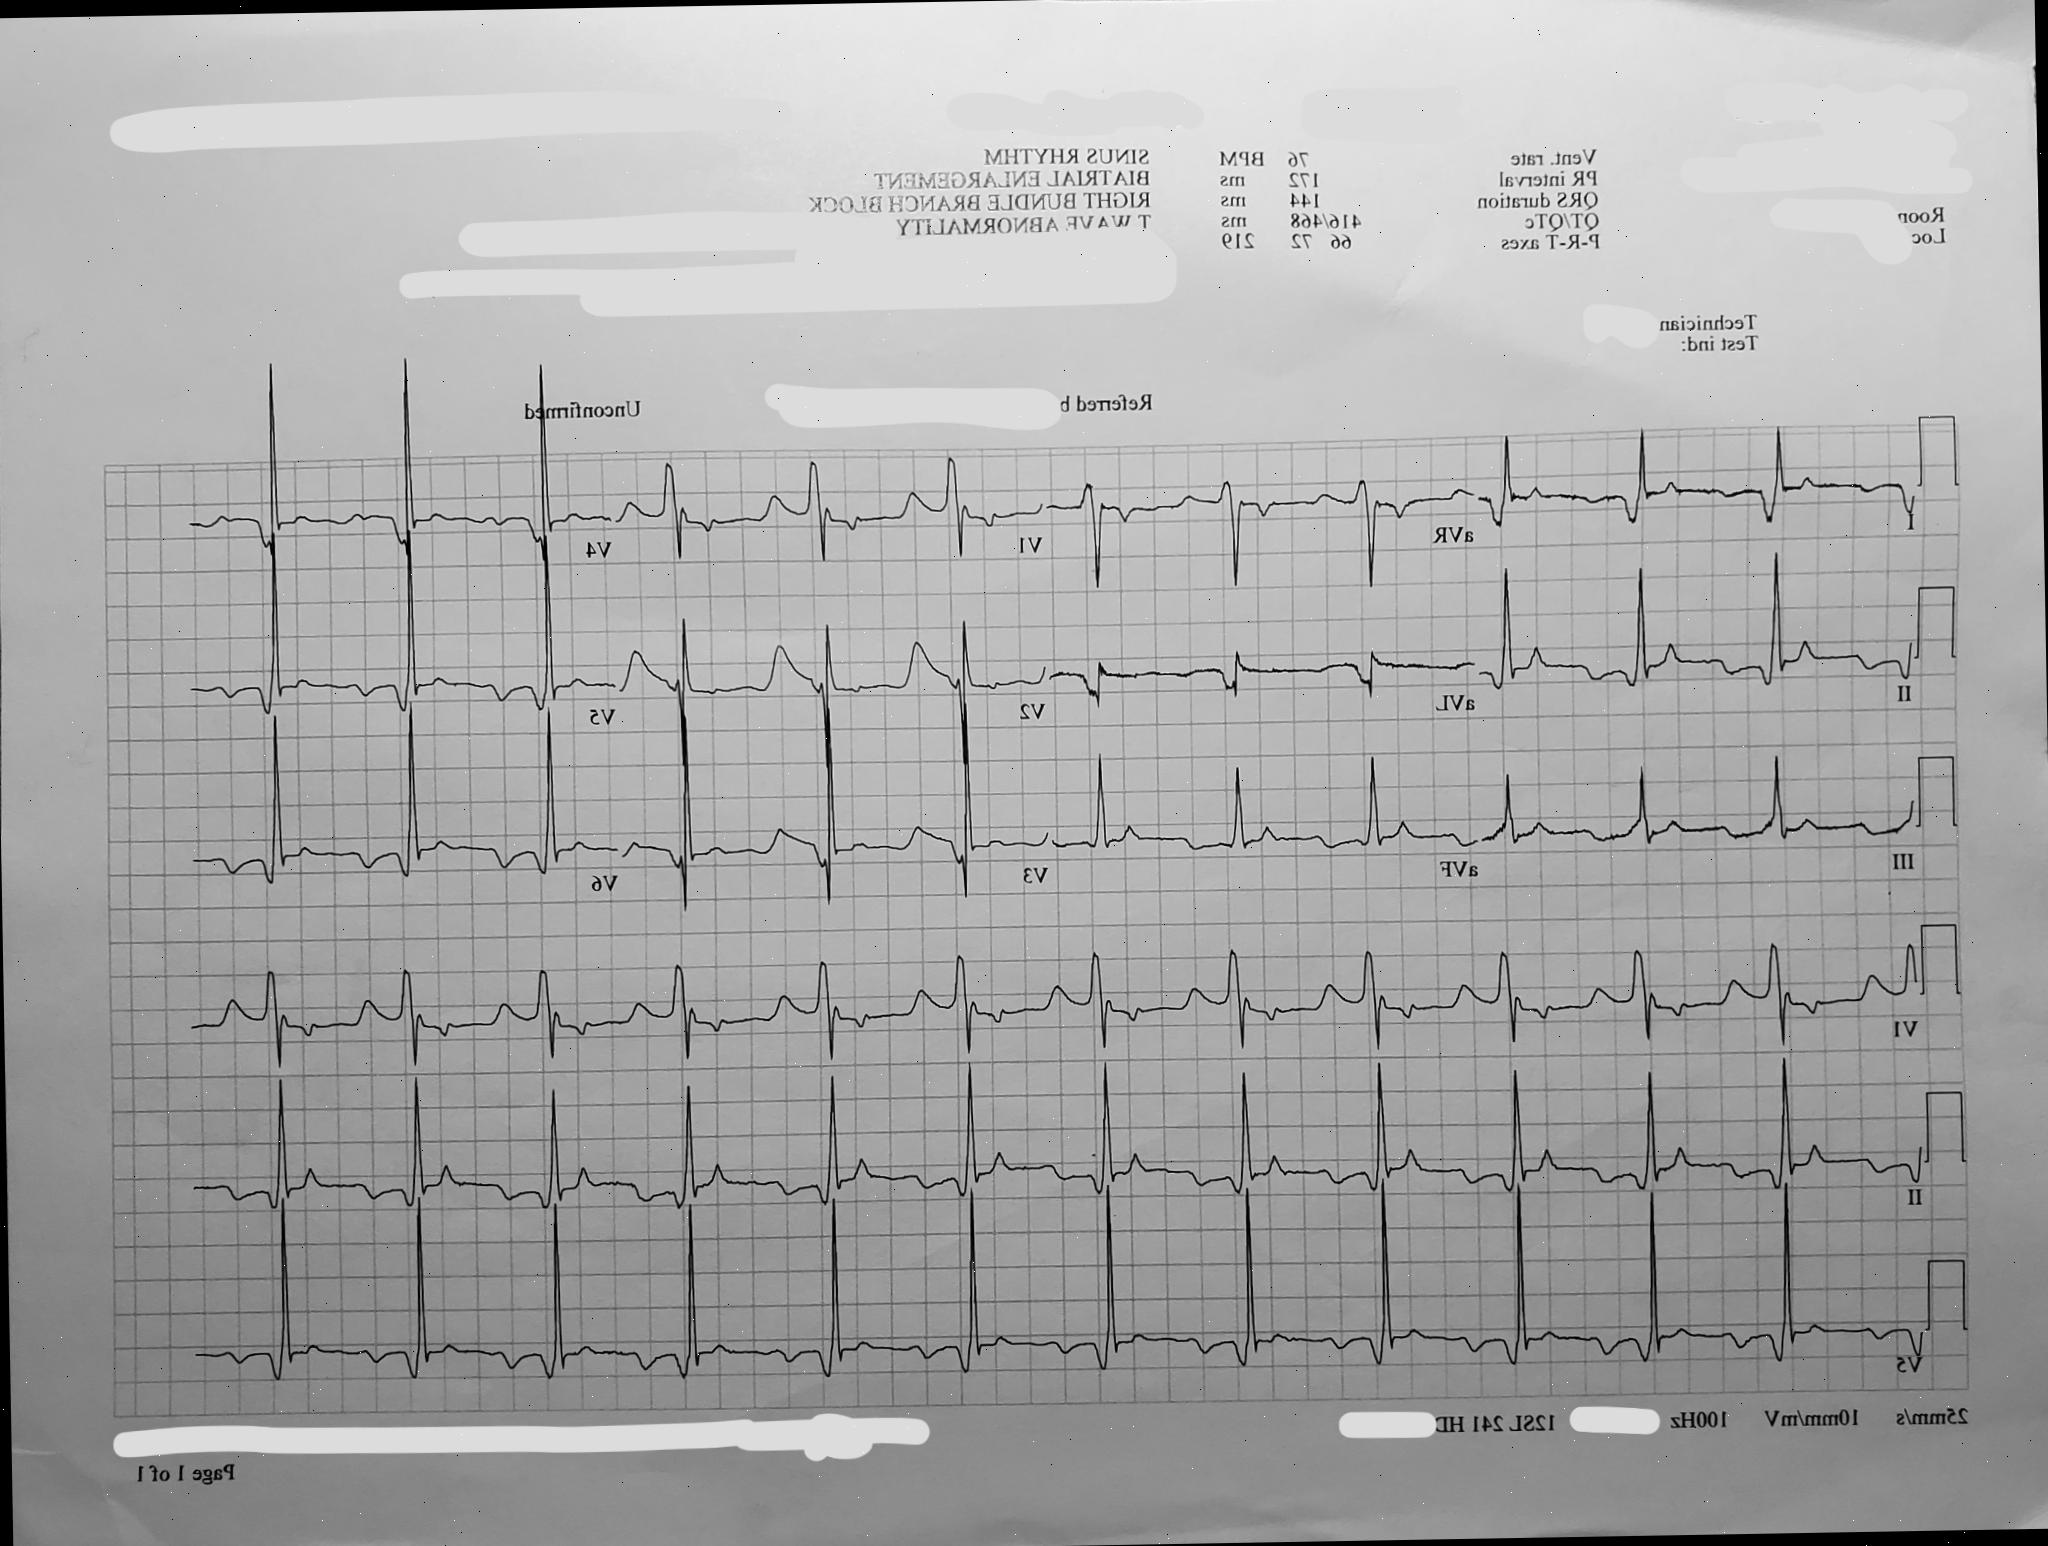 Vent. rate 76 BPM
PR interval 172 ms
QRS duration 144 ms
QT/QTc 416/468 ms
P-R-T axes 66 72 219
SINUS RHYTHM
BIATRIAL ENLARGEMENT
RIGHT BUNDLE BRANCH BLOCK
T WAVE ABNORMALITY
Room
Loc
Technician
Test ind:
Referred b
Unconfirmed
I aVR V1 V4
II aVL V2 V5
III aVF V3 V6
V1
II
V5
25mm/s 10mm/mV 100Hz 12SL 241 HD
Page 1 of 1